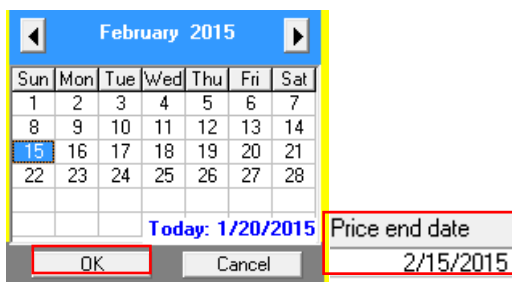 February 2015
Sun Mon Tue Wed Thu Fri Sat
1 2 3 4 5 6 7
8 9 10 11 12 13 14
15 16 17 18 19 20 21
22 23 24 25 26 27 28
Today: 1/20/2015
OK Cancel
Price end date
2/15/2015